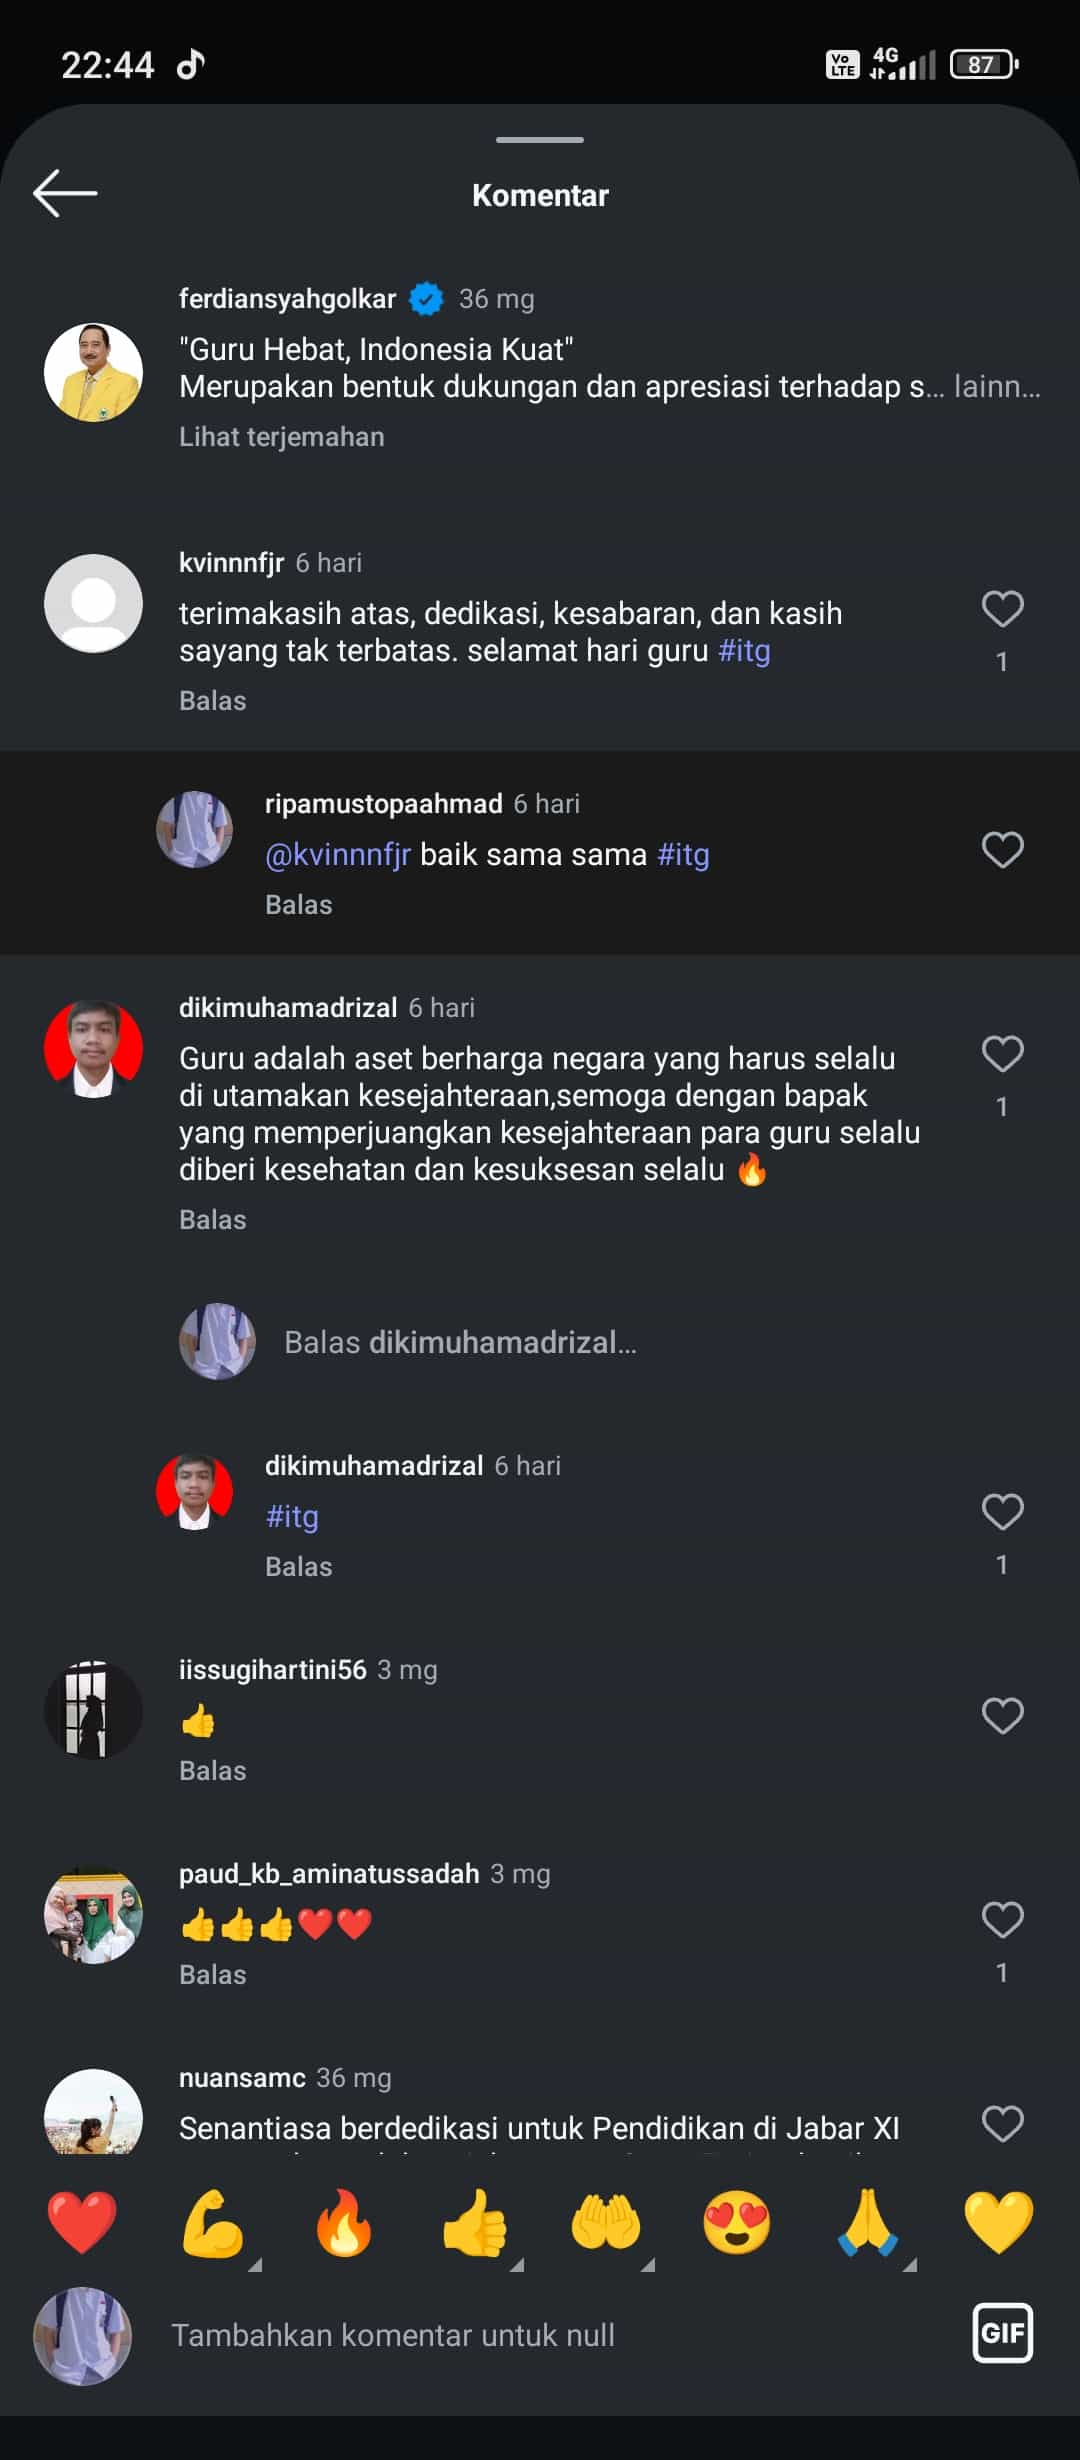 22:44
Vo LTE 4G 87
Komentar
ferdiansyahgolkar 36 mg
"Guru Hebat, Indonesia Kuat"
Merupakan bentuk dukungan dan apresiasi terhadap s... lainn...
Lihat terjemahan
kvinnnfjr 6 hari
terimakasih atas, dedikasi, kesabaran, dan kasih
sayang tak terbatas. selamat hari guru #itg
1
Balas
ripamustopaahmad 6 hari
@kvinnnfjr baik sama sama #itg
Balas
dikimuhamadrizal 6 hari
Guru adalah aset berharga negara yang harus selalu
di utamakan kesejahteraan,semoga dengan bapak
yang memperjuangkan kesejahteraan para guru selalu
diberi kesehatan dan kesuksesan selalu 🔥
1
Balas
Balas dikimuhamadrizal...
dikimuhamadrizal 6 hari
#itg
Balas
1
iissugihartini56 3 mg
👍
Balas
paud_kb_aminatussadah 3 mg
👍👍👍❤️❤️
Balas
1
nuansamc 36 mg
Senantiasa berdedikasi untuk Pendidikan di Jabar XI
❤️ 💪 🔥 👍 🤲 😍 🙏 💛
Tambahkan komentar untuk null
GIF